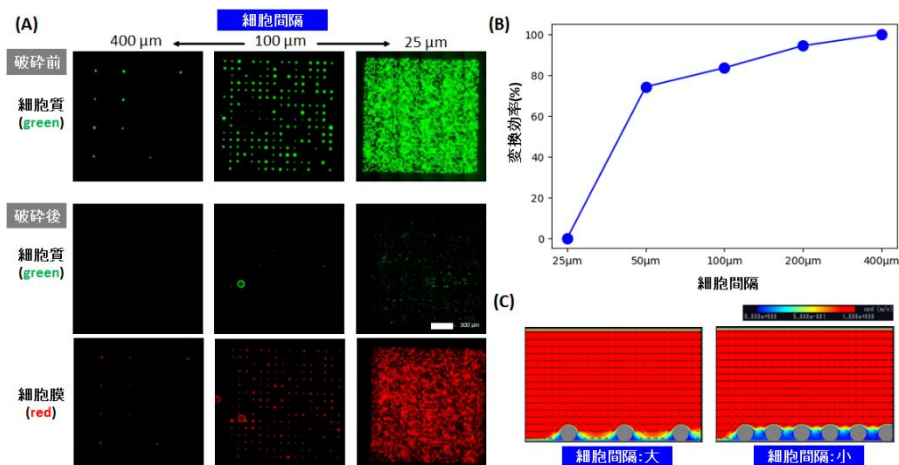 (A)
細胞間隔
400 μm
100 μm
25 μm
破砕前
細胞質
(green)
破砕後
細胞質
(green)
300 μm
細胞膜
(red)
(B)
変換効率(%)
100
80
60
40
20
0
25μm
50μm
100μm
200μm
400μm
細胞間隔
(C)
細胞間隔:大
細胞間隔:小